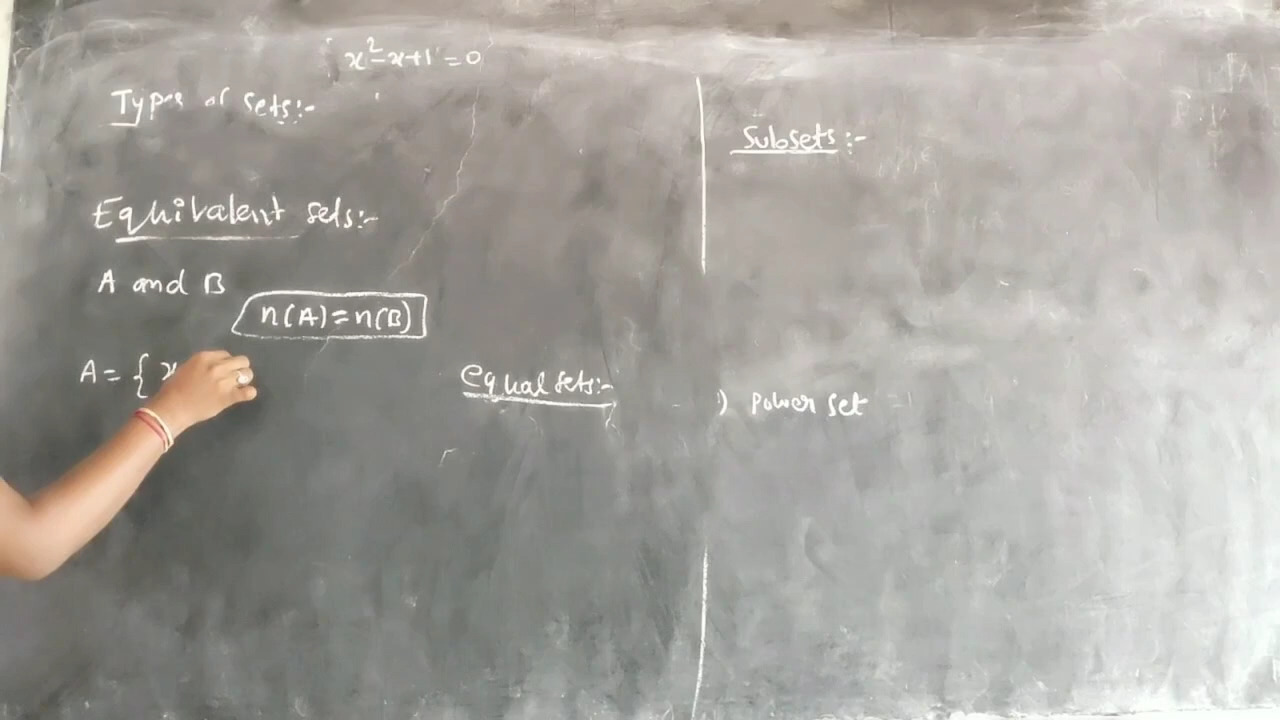 x²-x+1=0
Types of sets:-
Equivalent sets:-
A and B
n(A)=n(B)
A={ x
Equal sets:-
Subsets:-
) Power set